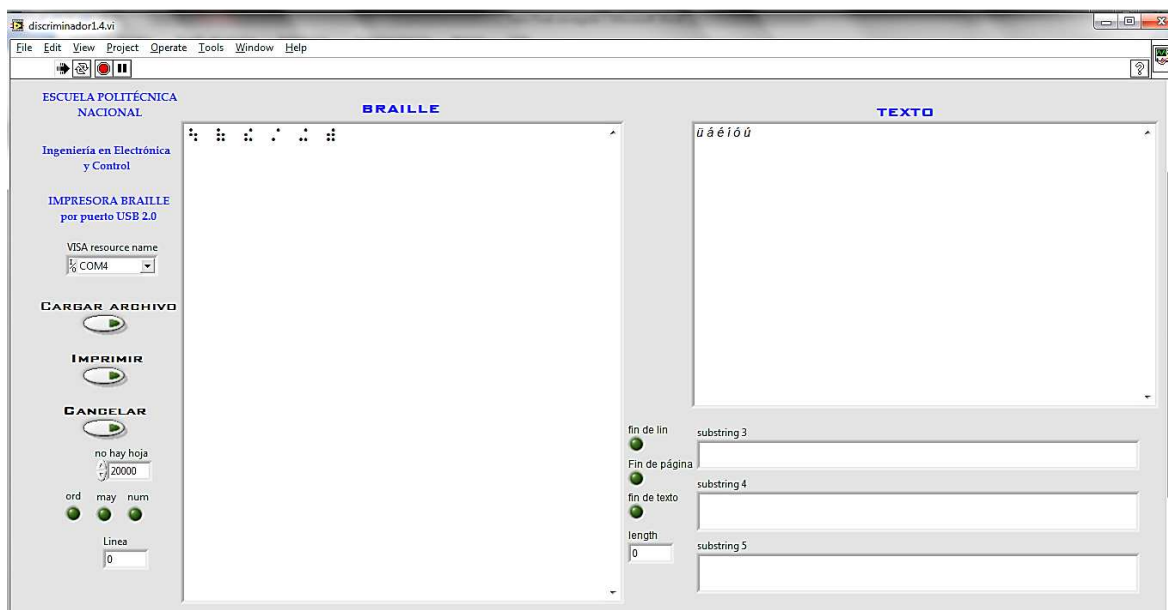 discriminador1.4.vi
File Edit View Project Operate Tools Window Help
ESCUELA POLITÉCNICA
NACIONAL
Ingeniería en Electrónica
y Control
IMPRESORA BRAILLE
por puerto USB 2.0
VISA resource name
COM4
CARGAR ARCHIVO
IMPRIMIR
CANCELAR
no hay hoja
20000
ord may num
Linea
0
BRAILLE
⠳ ⠷ ⠮ ⠌ ⠬ ⠾
TEXTO
ü á é í ó ú
fin de lin
Fin de página
fin de texto
length
0
substring 3
substring 4
substring 5